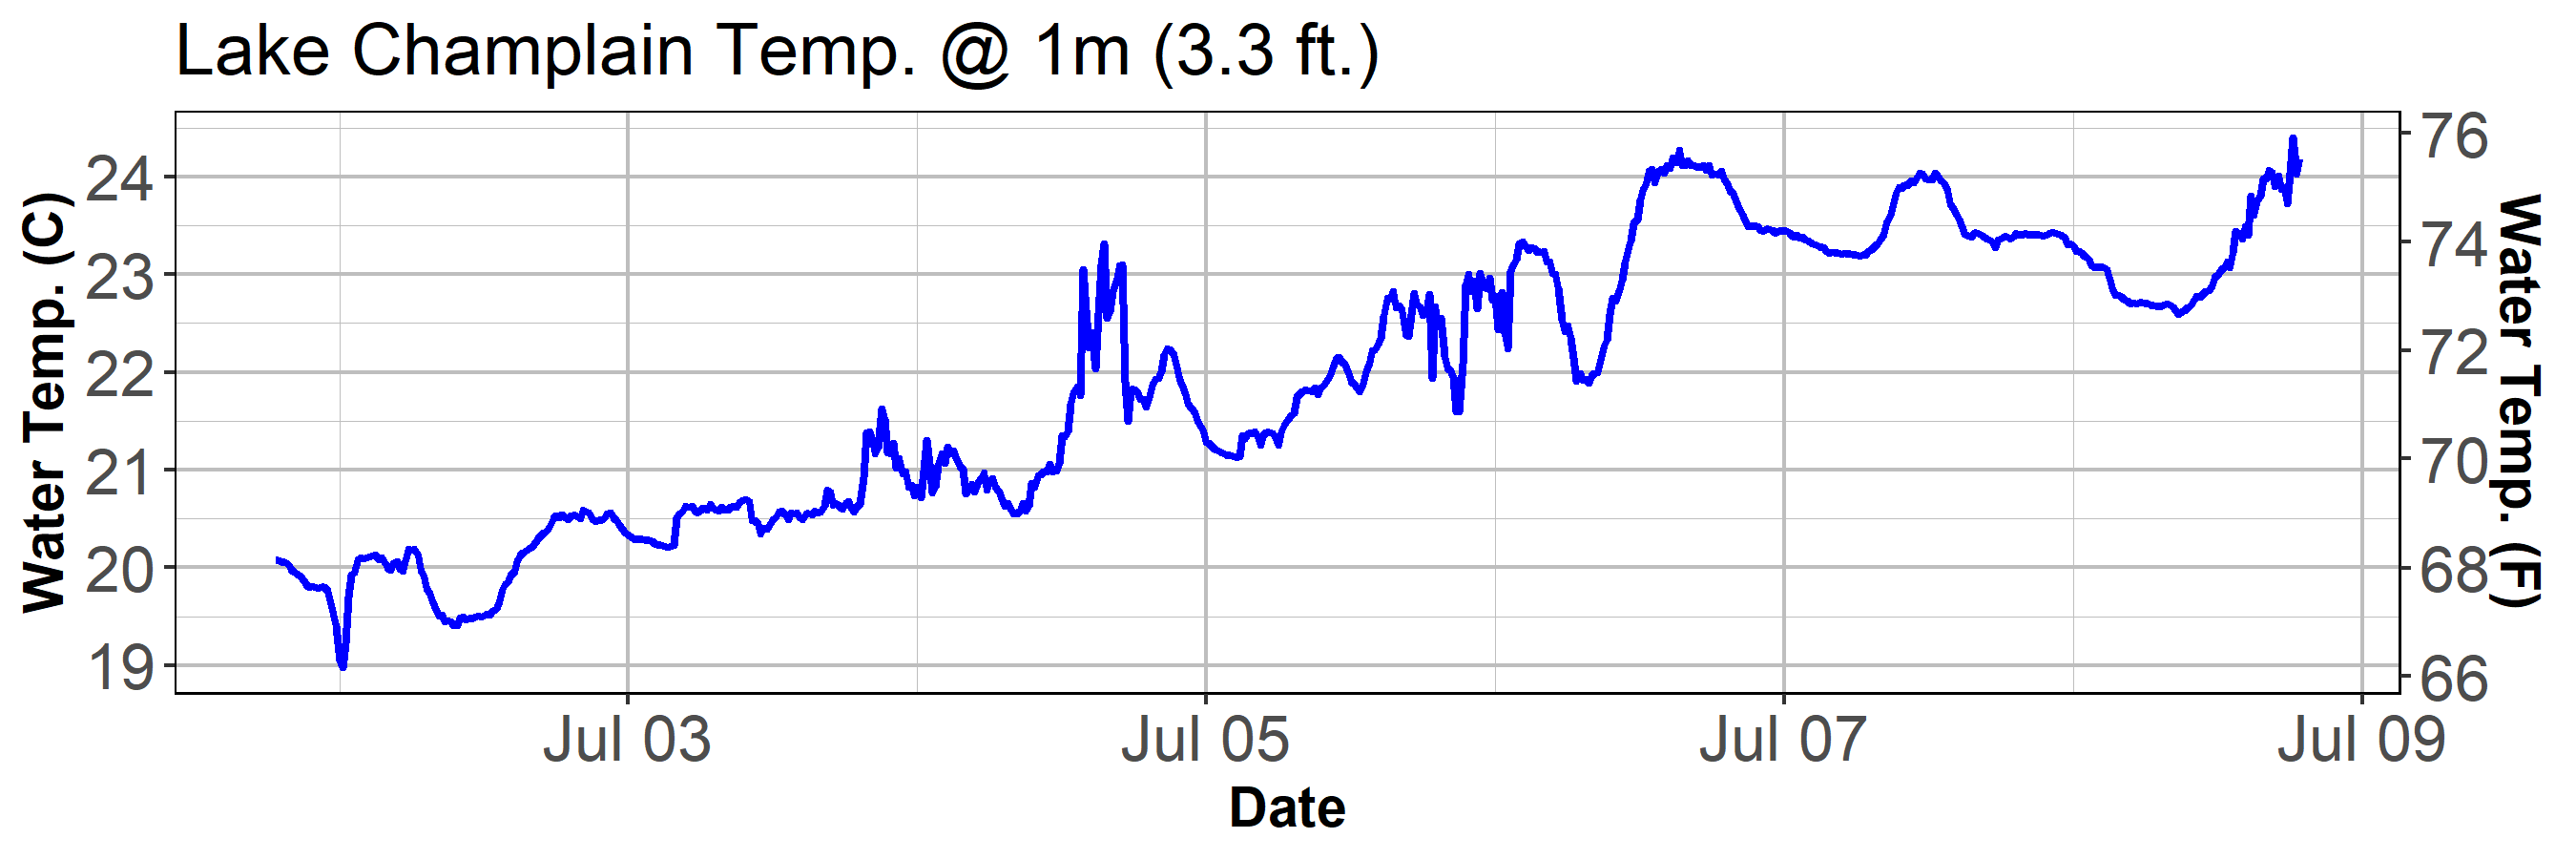 Lake Champlain Temp. @ 1m (3.3 ft.)
Water Temp. (C)
24
23
22
21
20
19
76
74
72
70
68
66
Water Temp. (F)
Jul 03 Jul 05 Jul 07 Jul 09
Date